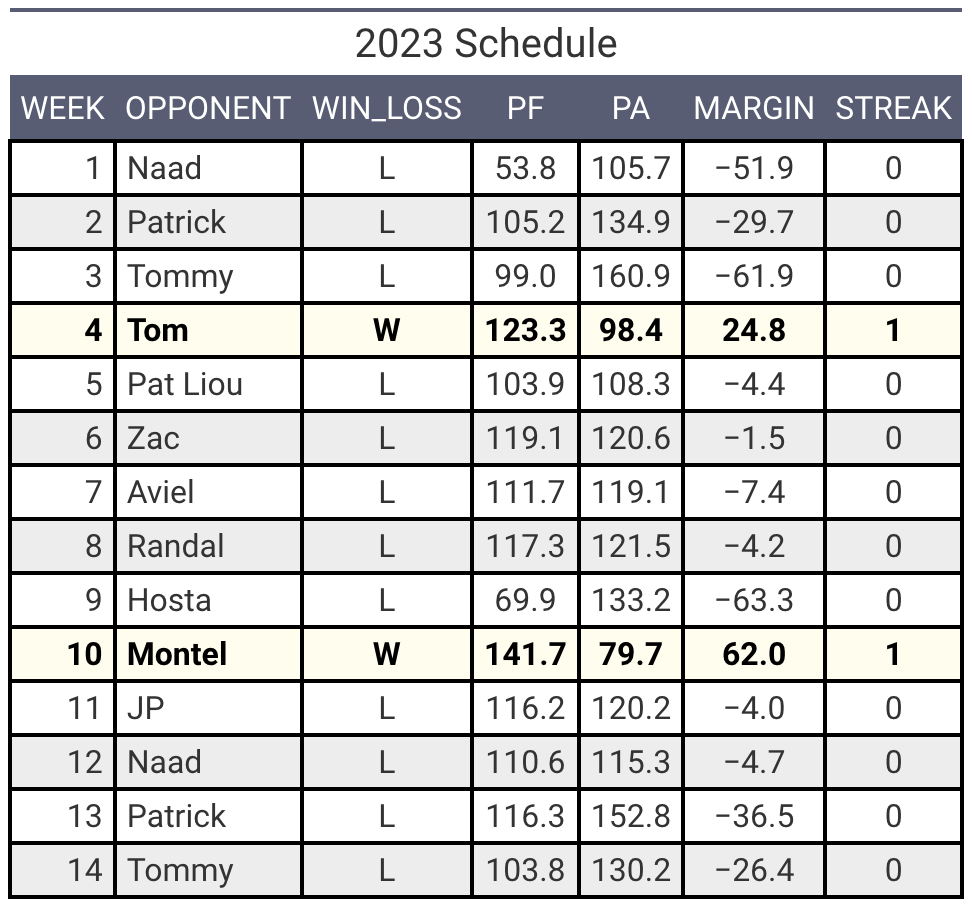 2023 Schedule
WEEK OPPONENT WIN_LOSS PF PA MARGIN STREAK
1 Naad L 53.8 105.7 −51.9 0
2 Patrick L 105.2 134.9 −29.7 0
3 Tommy L 99.0 160.9 −61.9 0
4 Tom W 123.3 98.4 24.8 1
5 Pat Liou L 103.9 108.3 −4.4 0
6 Zac L 119.1 120.6 −1.5 0
7 Aviel L 111.7 119.1 −7.4 0
8 Randal L 117.3 121.5 −4.2 0
9 Hosta L 69.9 133.2 −63.3 0
10 Montel W 141.7 79.7 62.0 1
11 JP L 116.2 120.2 −4.0 0
12 Naad L 110.6 115.3 −4.7 0
13 Patrick L 116.3 152.8 −36.5 0
14 Tommy L 103.8 130.2 −26.4 0